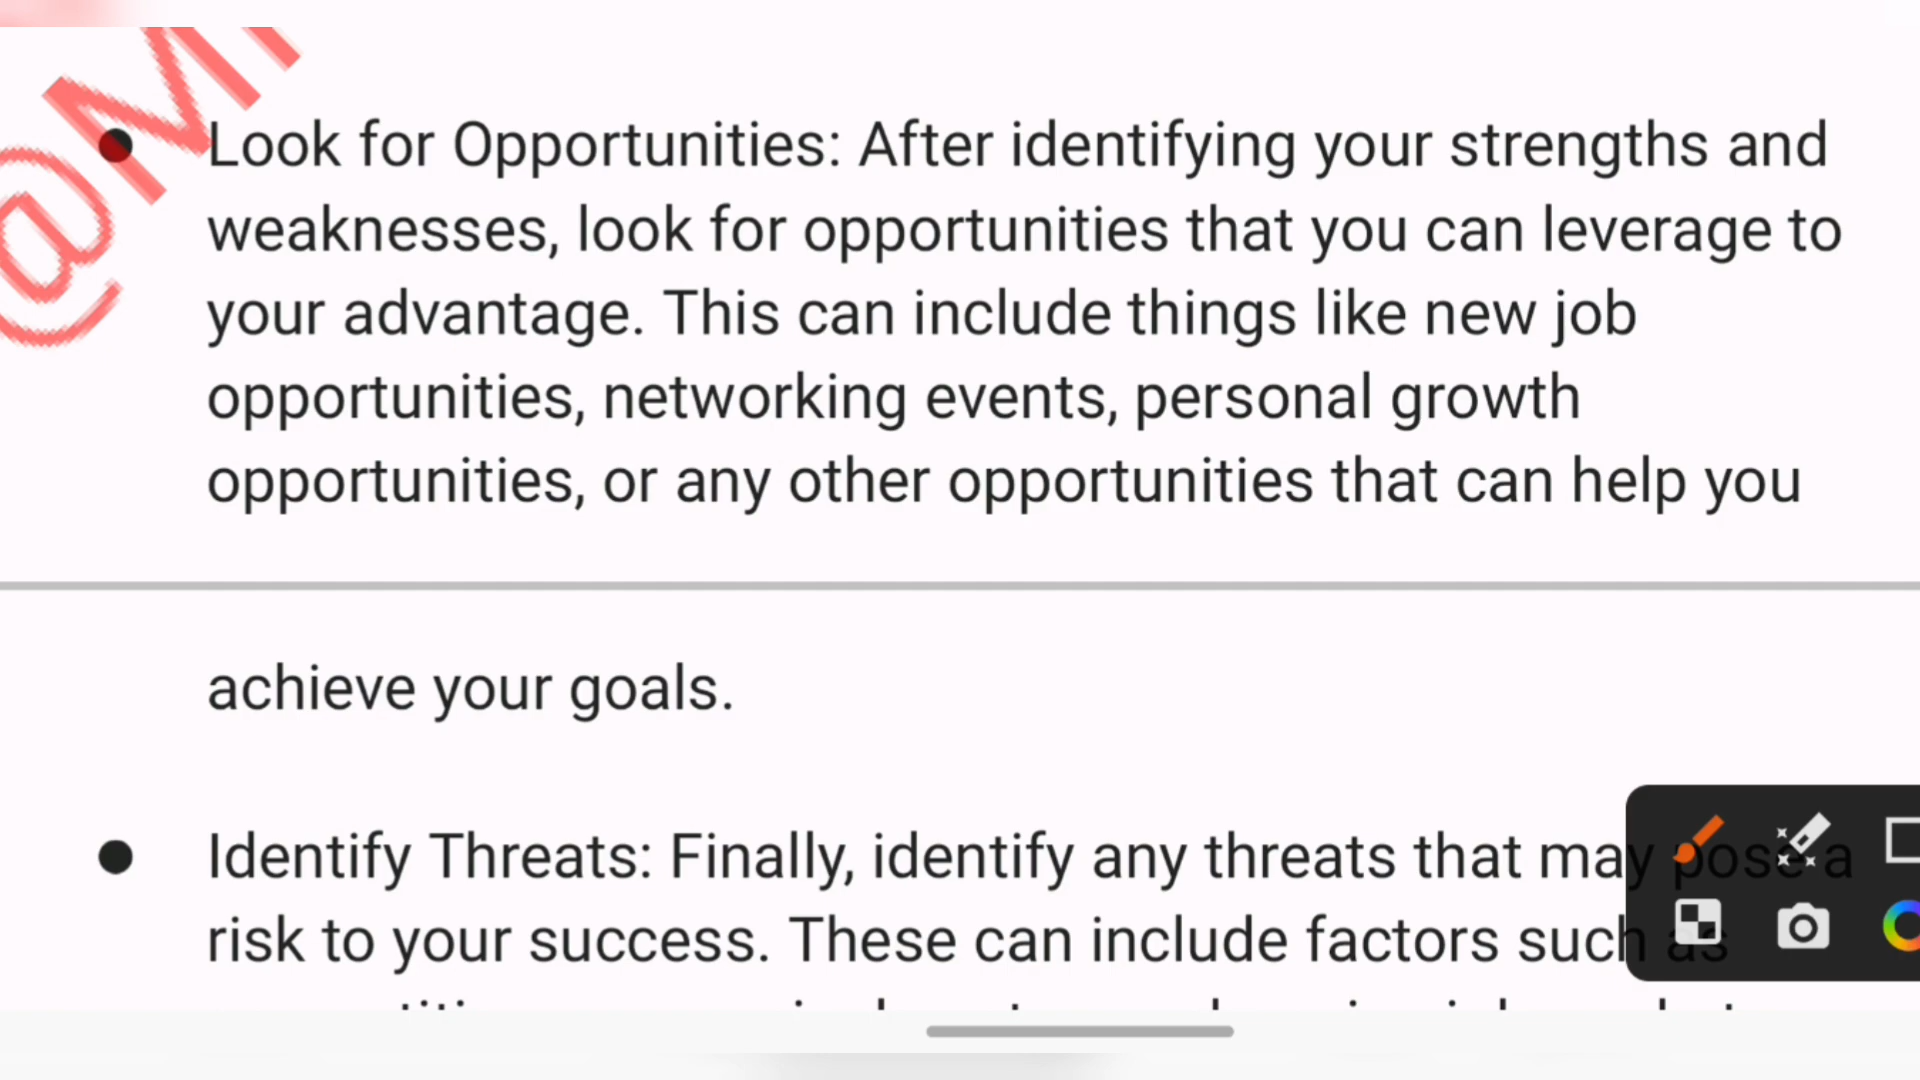 @M
Look for Opportunities: After identifying your strengths and
weaknesses, look for opportunities that you can leverage to
your advantage. This can include things like new job
opportunities, networking events, personal growth
opportunities, or any other opportunities that can help you
achieve your goals.
Identify Threats: Finally, identify any threats that may pose a
risk to your success. These can include factors such as